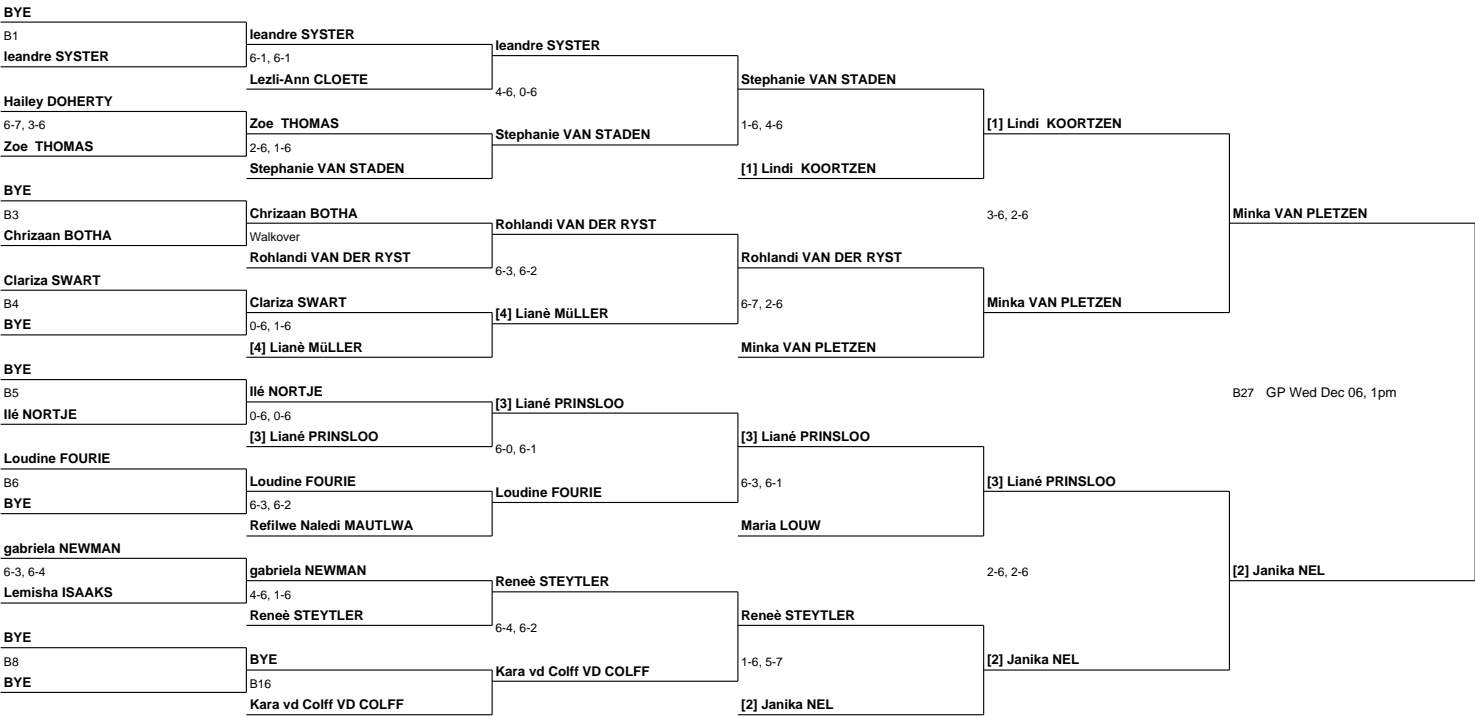 BYE
B1
leandre SYSTER
Hailey DOHERTY
6-7, 3-6
Zoe THOMAS
BYE
B3
Chrizaan BOTHA
Clariza SWART
B4
BYE
BYE
B5
Ilé NORTJE
Loudine FOURIE
B6
BYE
gabriela NEWMAN
6-3, 6-4
Lemisha ISAAKS
BYE
B8
BYE
leandre SYSTER
6-1, 6-1
Lezli-Ann CLOETE
Zoe THOMAS
2-6, 1-6
Stephanie VAN STADEN
Chrizaan BOTHA
Walkover
Rohlandi VAN DER RYST
Clariza SWART
0-6, 1-6
[4] Lianè MüLLER
Ilé NORTJE
0-6, 0-6
[3] Liané PRINSLOO
Loudine FOURIE
6-3, 6-2
Refilwe Naledi MAUTLWA
gabriela NEWMAN
4-6, 1-6
Reneè STEYTLER
BYE
B16
Kara vd Colff VD COLFF
leandre SYSTER
4-6, 0-6
Stephanie VAN STADEN
Rohlandi VAN DER RYST
6-3, 6-2
[4] Lianè MüLLER
[3] Liané PRINSLOO
6-0, 6-1
Loudine FOURIE
Reneè STEYTLER
6-4, 6-2
Kara vd Colff VD COLFF
Stephanie VAN STADEN
1-6, 4-6
[1] Lindi KOORTZEN
Rohlandi VAN DER RYST
6-7, 2-6
Minka VAN PLETZEN
[3] Liané PRINSLOO
6-3, 6-1
Maria LOUW
Reneè STEYTLER
1-6, 5-7
[2] Janika NEL
[1] Lindi KOORTZEN
3-6, 2-6
Minka VAN PLETZEN
[3] Liané PRINSLOO
2-6, 2-6
[2] Janika NEL
Minka VAN PLETZEN
B27 GP Wed Dec 06, 1pm
[2] Janika NEL